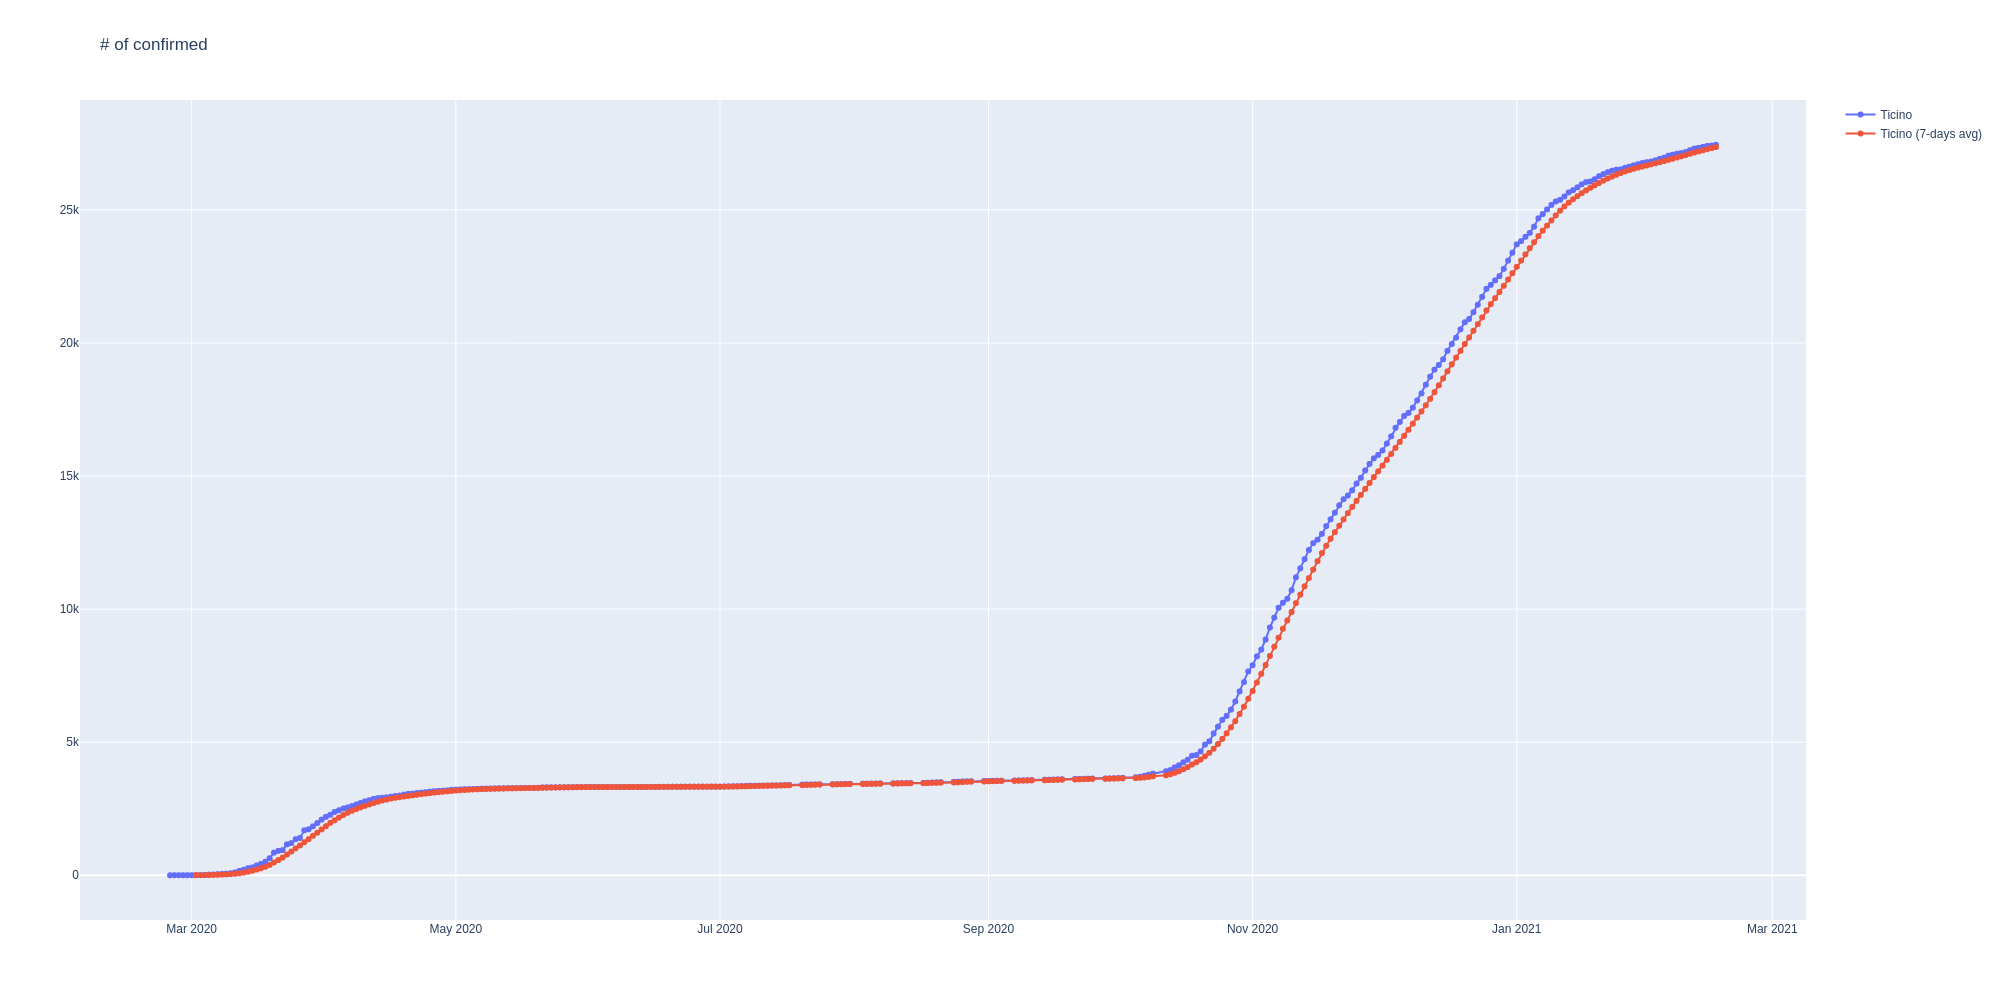 # of confirmed
Ticino
Ticino (7-days avg)
25k
20k
15k
10k
5k
0
Mar 2020
May 2020
Jul 2020
Sep 2020
Nov 2020
Jan 2021
Mar 2021